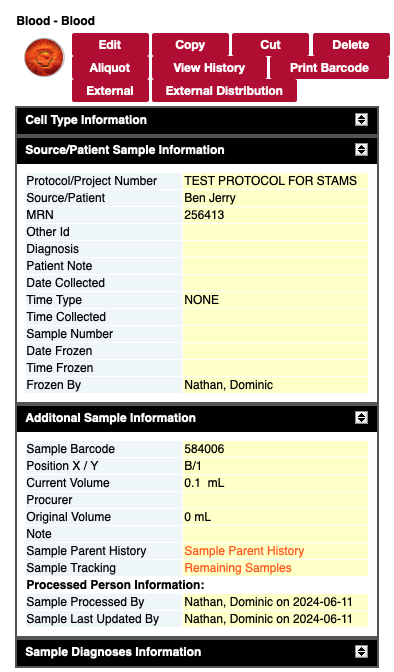 Blood - Blood
Edit Copy Cut Delete
Aliquot View History Print Barcode
External External Distribution
Cell Type Information
Source/Patient Sample Information
Protocol/Project Number TEST PROTOCOL FOR STAMS
Source/Patient Ben Jerry
MRN 256413
Other Id
Diagnosis
Patient Note
Date Collected
Time Type NONE
Time Collected
Sample Number
Date Frozen
Time Frozen
Frozen By Nathan, Dominic
Additonal Sample Information
Sample Barcode 584006
Position X / Y B/1
Current Volume 0.1 mL
Procurer
Original Volume 0 mL
Note
Sample Parent History Sample Parent History
Sample Tracking Remaining Samples
Processed Person Information:
Sample Processed By Nathan, Dominic on 2024-06-11
Sample Last Updated By Nathan, Dominic on 2024-06-11
Sample Diagnoses Information